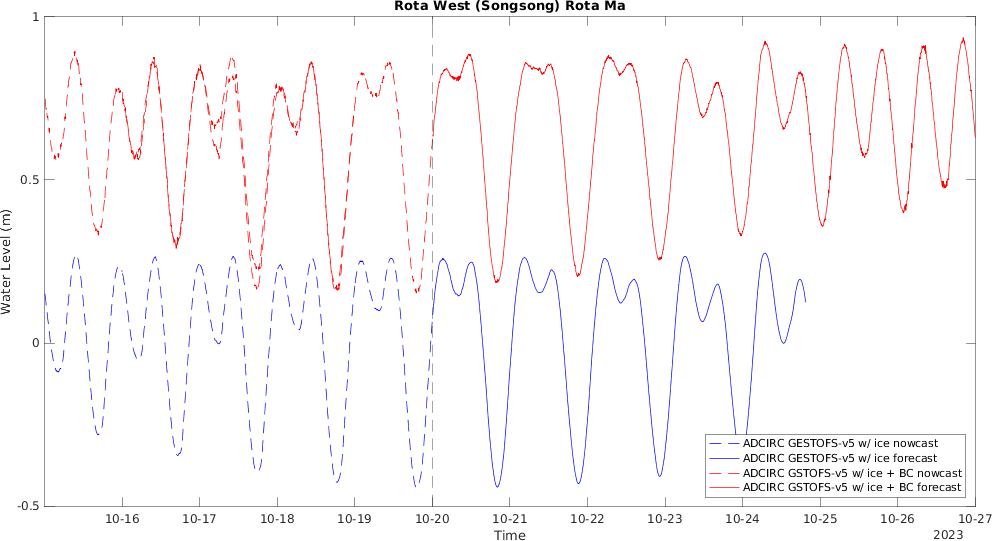 Rota West (Songsong) Rota Ma
Water Level (m)
1
0.5
0
-0.5
ADCIRC GESTOFS-v5 w/ ice nowcast
ADCIRC GESTOFS-v5 w/ ice forecast
ADCIRC GSTOFS-v5 w/ ice + BC nowcast
ADCIRC GSTOFS-v5 w/ ice + BC forecast
10-16 10-17 10-18 10-19 10-20 10-21 10-22 10-23 10-24 10-25 10-26 10-27
Time
2023